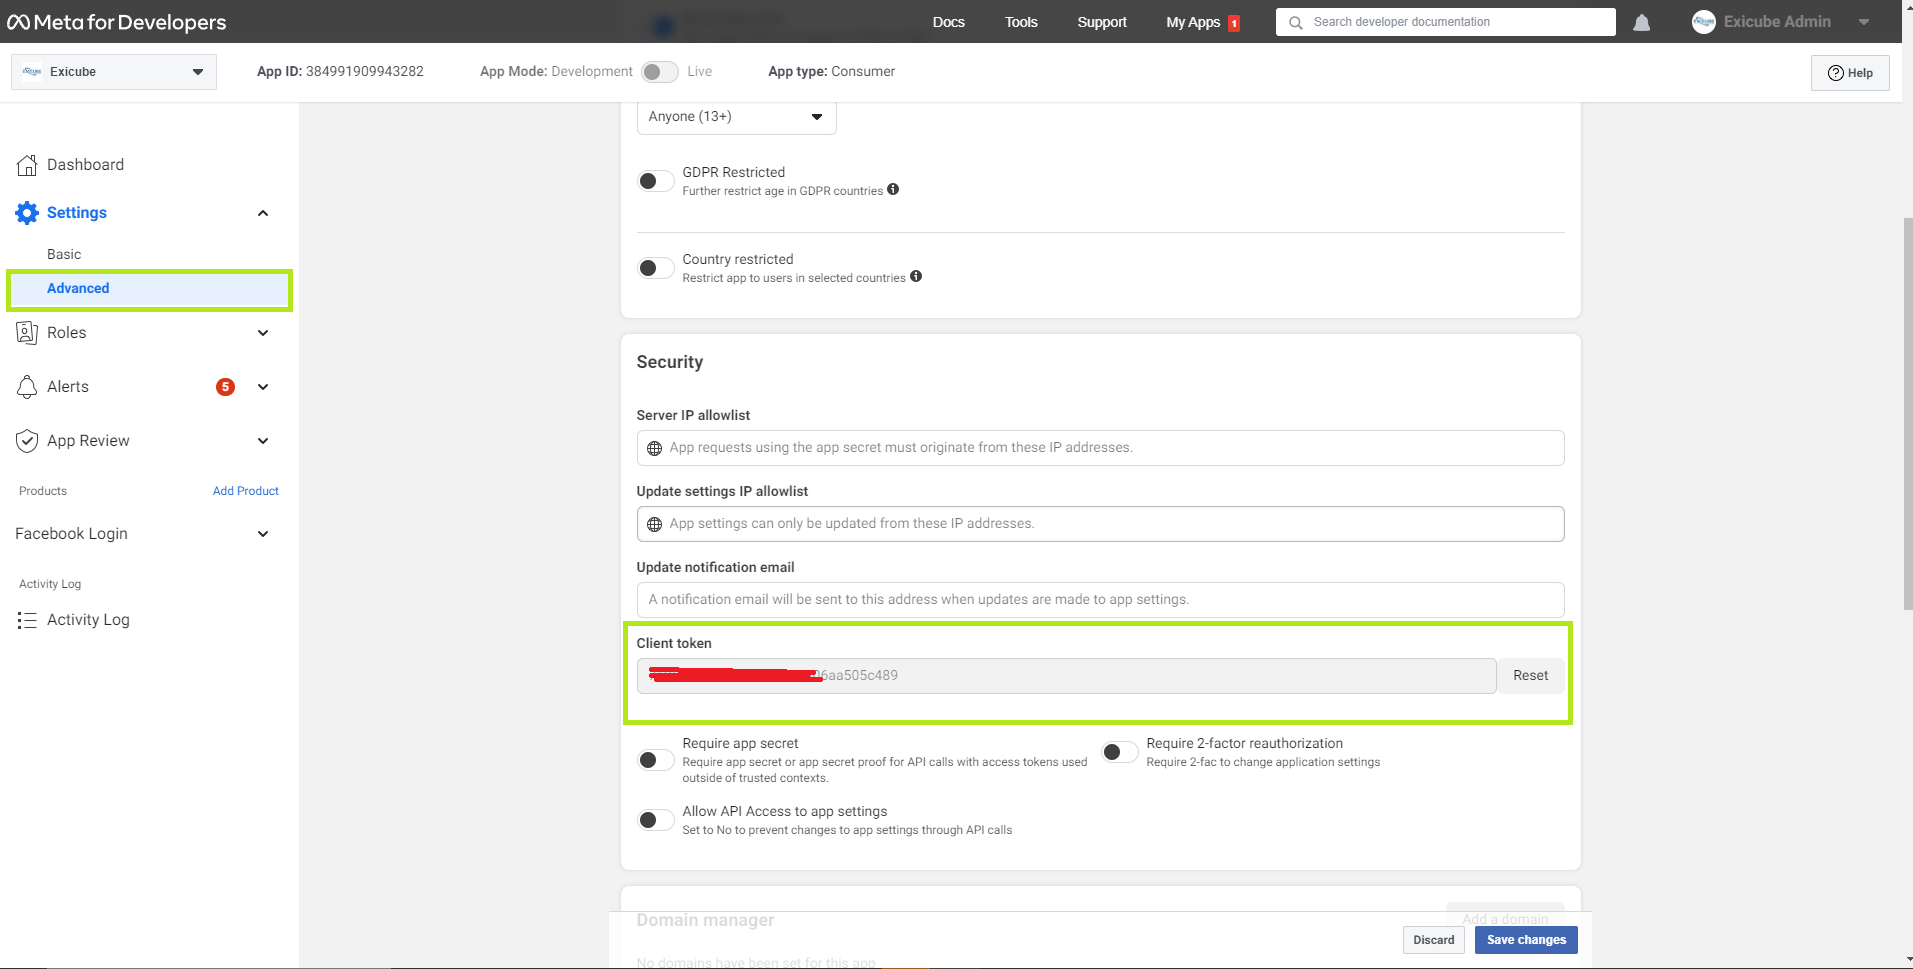 Meta for Developers
Docs
Tools
Support
My Apps
1
Search developer documentation
Exicube Admin
Exicube
App ID: 384991909943282
App Mode: Development
Live
App type: Consumer
Help
Dashboard
Settings
Basic
Advanced
Roles
Alerts
5
App Review
Products
Add Product
Facebook Login
Activity Log
Activity Log
Anyone (13+)
GDPR Restricted
Further restrict age in GDPR countries
Country restricted
Restrict app to users in selected countries
Security
Server IP allowlist
App requests using the app secret must originate from these IP addresses.
Update settings IP allowlist
App settings can only be updated from these IP addresses.
Update notification email
A notification email will be sent to this address when updates are made to app settings.
Client token
6aa505c489
Reset
Require app secret
Require app secret or app secret proof for API calls with access tokens used
outside of trusted contexts.
Require 2-factor reauthorization
Require 2-fac to change application settings
Allow API Access to app settings
Set to No to prevent changes to app settings through API calls
Domain manager
Add a domain
Discard
Save changes
No domains have been set for this app